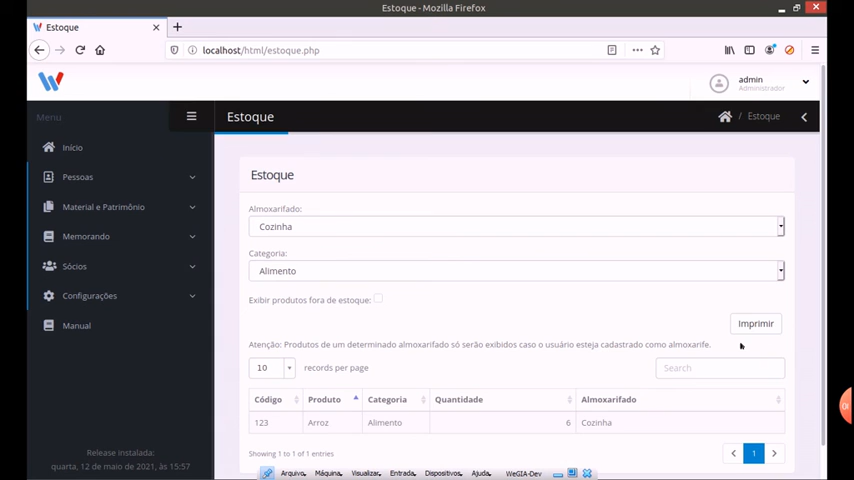 Estoque - Mozilla Firefox
Estoque
localhost/html/estoque.php
admin
Administrador
Menu
Estoque
/ Estoque
Início
Pessoas
Material e Patrimônio
Memorando
Sócios
Configurações
Manual
Estoque
Almoxarifado:
Cozinha
Categoria:
Alimento
Exibir produtos fora de estoque:
Imprimir
Atenção: Produtos de um determinado almoxarifado só serão exibidos caso o usuário esteja cadastrado como almoxarife.
10 records per page
Search
Código Produto Categoria Quantidade Almoxarifado
123 Arroz Alimento 6 Cozinha
Showing 1 to 1 of 1 entries
1
Release instalada:
quarta, 12 de maio de 2021, às 15:57
Arquivo Máquina Visualizar Entrada Dispositivos Ajuda WeGIA-Dev